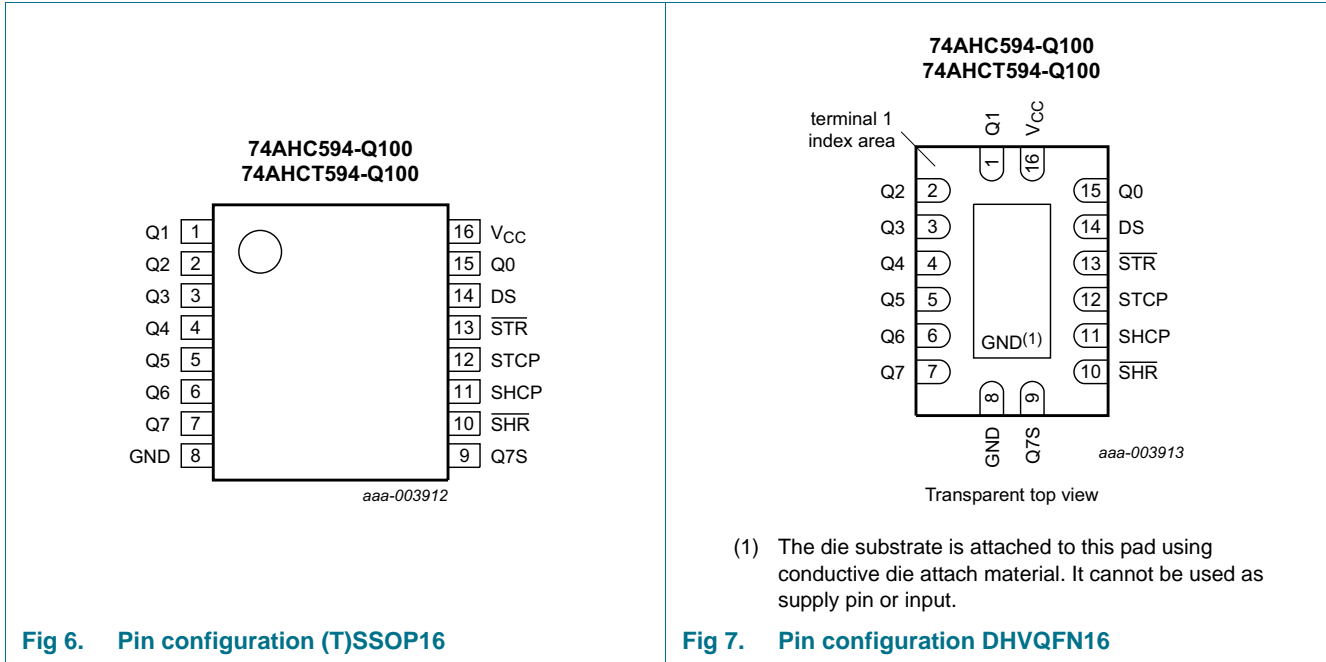 74AHC594-Q100
74AHCT594-Q100
Q1 1
Q2 2
Q3 3
Q4 4
Q5 5
Q6 6
Q7 7
GND 8
16 VCC
15 Q0
14 DS
13 STR
12 STCP
11 SHCP
10 SHR
9 Q7S
aaa-003912
Fig 6. Pin configuration (T)SSOP16
74AHC594-Q100
74AHCT594-Q100
terminal 1
index area
Q1 VCC
1 16
Q2 2
Q3 3
Q4 4
Q5 5
Q6 6
Q7 7
15 Q0
14 DS
13 STR
12 STCP
11 SHCP
10 SHR
GND(1)
8 9
GND Q7S
aaa-003913
Transparent top view
(1) The die substrate is attached to this pad using
conductive die attach material. It cannot be used as
supply pin or input.
Fig 7. Pin configuration DHVQFN16